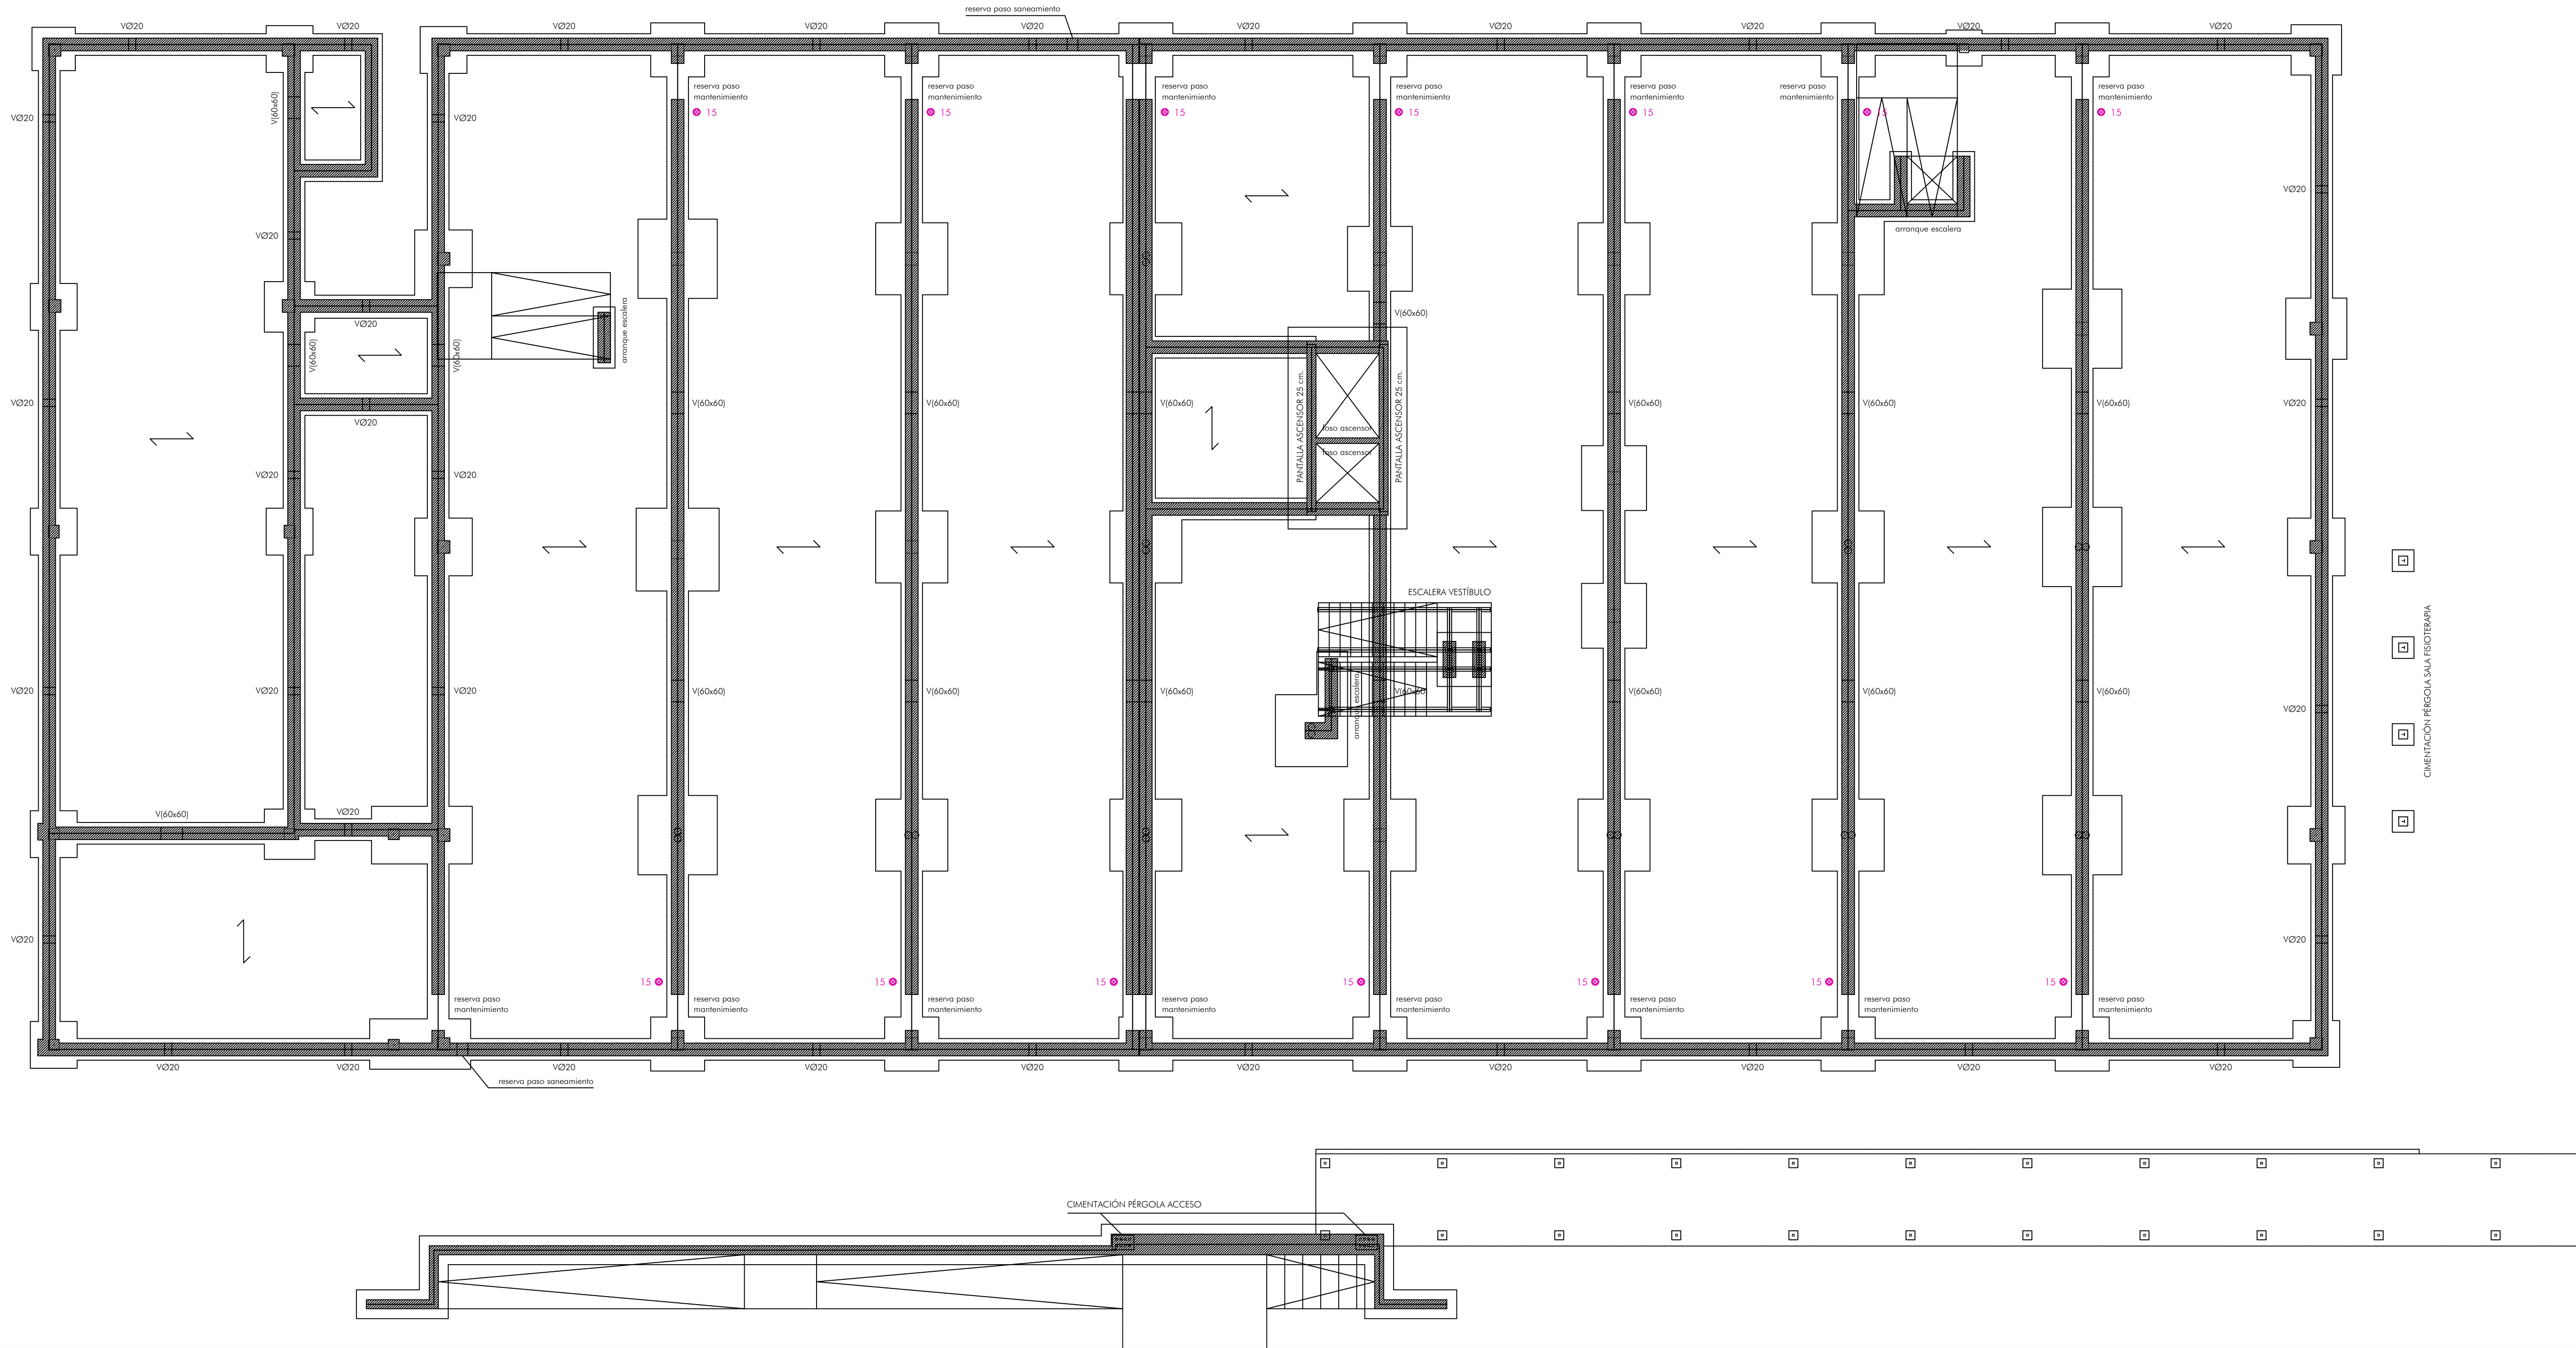 reserva paso saneamiento
VØ20 VØ20 VØ20 VØ20 VØ20 VØ20 VØ20 VØ20 VØ20 VØ20
reserva paso
mantenimiento
15
reserva paso
mantenimiento
15
reserva paso
mantenimiento
15
reserva paso
mantenimiento
15
reserva paso
mantenimiento
15
reserva paso
mantenimiento
15
reserva paso
mantenimiento
15
V(60x60)
VØ20
VØ20
VØ20
arranque escalera
VØ20
VØ20
arranque escalera
V(60x60)
VØ20
V(60x60)
V(60x60)
PANTALLA ASCENSOR 25 cm.
PANTALLA ASCENSOR 25 cm.
VØ20
V(60x60)
V(60x60)
V(60x60)
V(60x60)
V(60x60)
V(60x60)
VØ20
VØ20
foso ascensor
foso ascensor
VØ20
VØ20
ESCALERA VESTÍBULO
CIMENTACIÓN PÉRGOLA SALA FISIOTERAPIA
VØ20
VØ20
VØ20
V(60x60)
V(60x60)
V(60x60)
V(60x60)
V(60x60)
V(60x60)
V(60x60)
arranque escalera
VØ20
V(60x60)
VØ20
VØ20
VØ20
15
15
15
15
15
15
15
reserva paso
mantenimiento
reserva paso
mantenimiento
reserva paso
mantenimiento
reserva paso
mantenimiento
reserva paso
mantenimiento
reserva paso
mantenimiento
reserva paso
mantenimiento
reserva paso
mantenimiento
VØ20 VØ20 VØ20 VØ20 VØ20 VØ20 VØ20 VØ20 VØ20 VØ20
reserva paso saneamiento
CIMENTACIÓN PÉRGOLA ACCESO